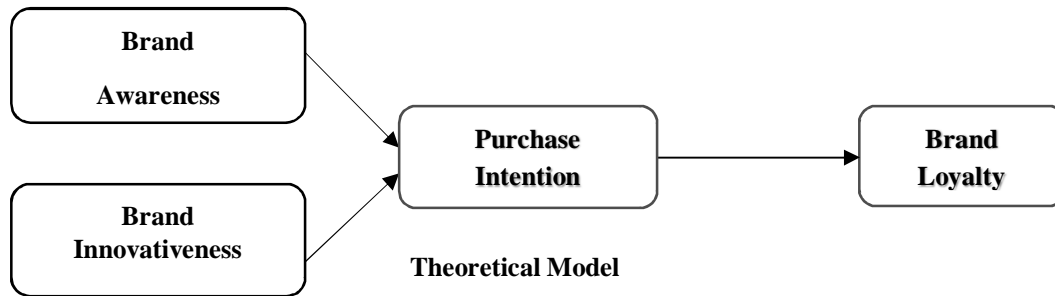 Brand
Awareness
Brand
Innovativeness
Purchase
Intention
Brand
Loyalty
Theoretical Model